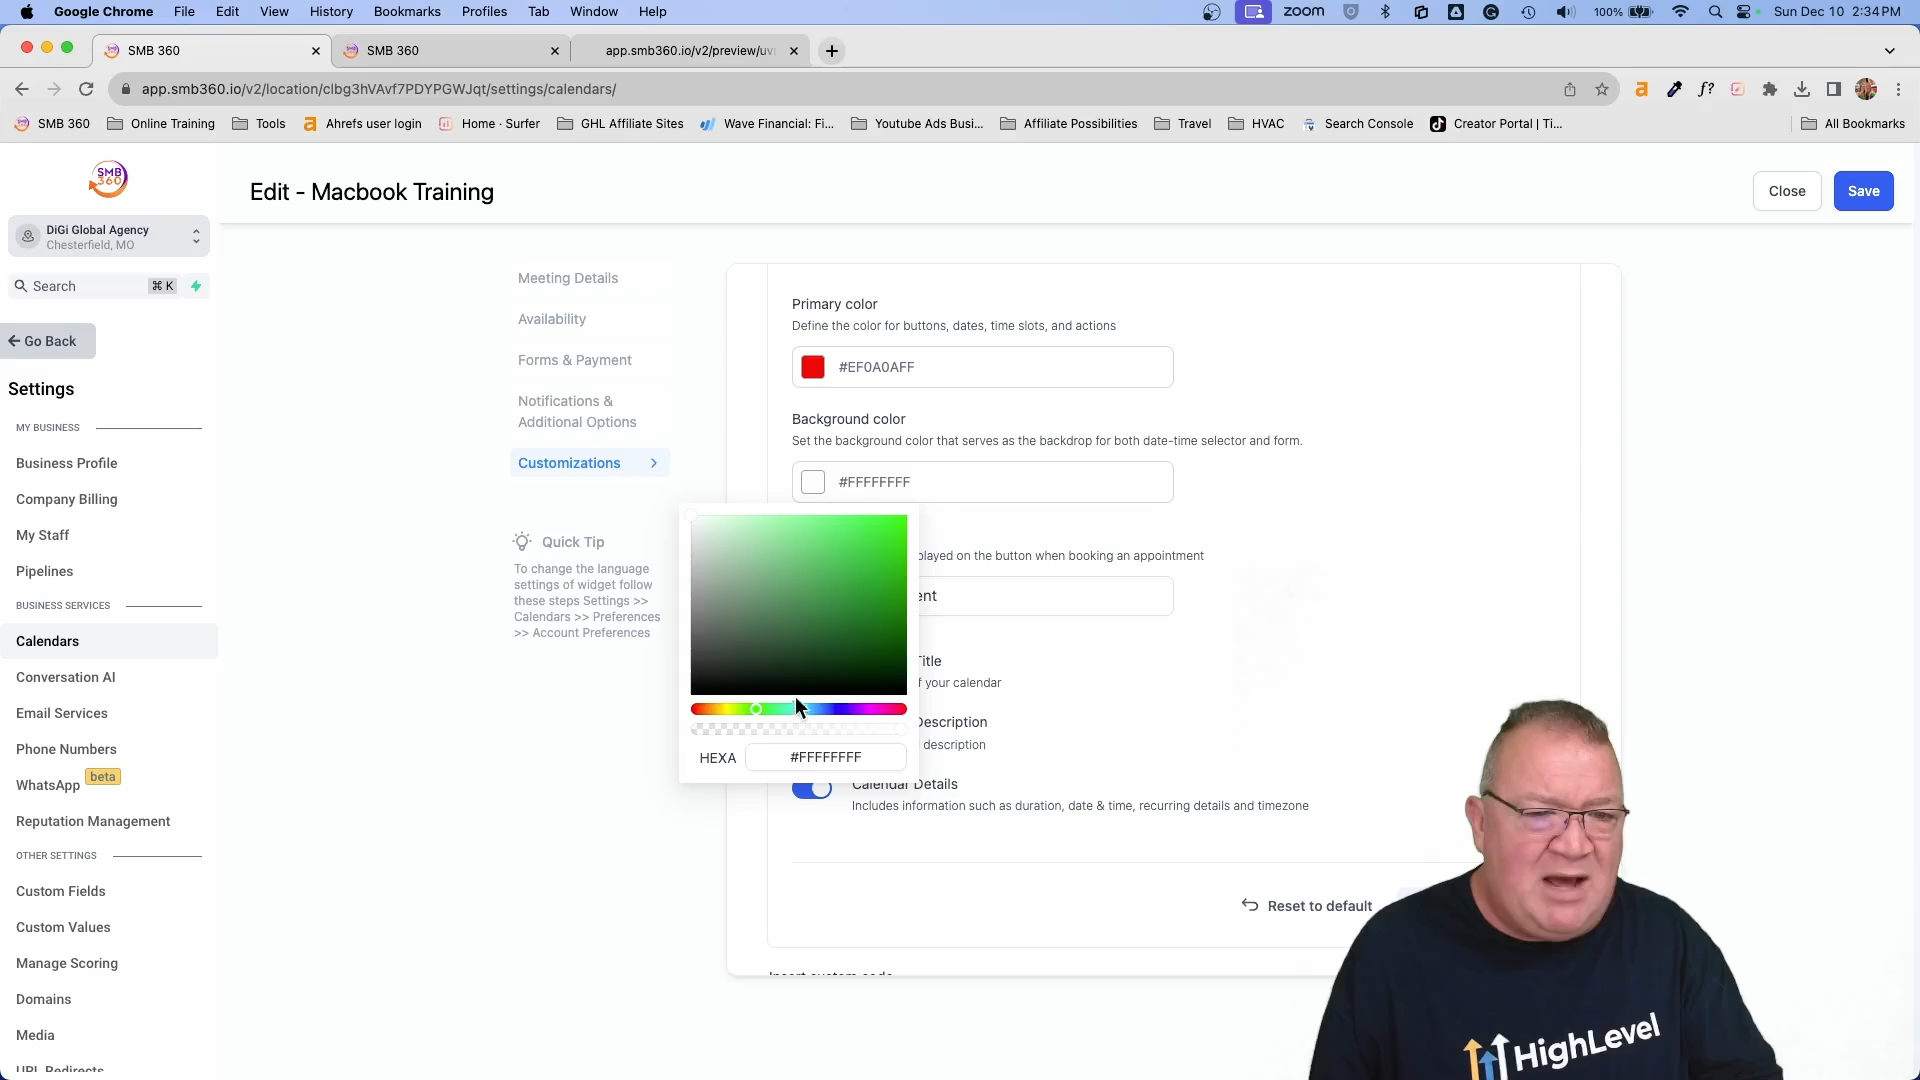 Google Chrome File Edit View History Bookmarks Profiles Tab Window Help
zoom 100% Sun Dec 10 2:34 PM
SMB 360 SMB 360 app.smb360.io/v2/preview/uv
app.smb360.io/v2/location/clbg3hVAvf7PDYPGWJqt/settings/calendars/
SMB 360 Online Training Tools Ahrefs user login Home · Surfer GHL Affiliate Sites Wave Financial: Fi... Youtube Ads Busi... Affiliate Possibilities Travel HVAC Search Console Creator Portal | Ti... All Bookmarks
SMB
360
Edit - Macbook Training
Close Save
DiGi Global Agency
Chesterfield, MO
Search ⌘ K
Go Back
Settings
MY BUSINESS
Business Profile
Company Billing
My Staff
Pipelines
BUSINESS SERVICES
Calendars
Conversation AI
Email Services
Phone Numbers
WhatsApp beta
Reputation Management
OTHER SETTINGS
Custom Fields
Custom Values
Manage Scoring
Domains
Media
URL Redirects
Meeting Details
Availability
Forms & Payment
Notifications &
Additional Options
Customizations
Quick Tip
To change the language
settings of widget follow
these steps Settings >>
Calendars >> Preferences
>> Account Preferences
Primary color
Define the color for buttons, dates, time slots, and actions
#EF0A0AFF
Background color
Set the background color that serves as the backdrop for both date-time selector and form.
#FFFFFFFF
played on the button when booking an appointment
ent
Title
f your calendar
Description
description
HEXA #FFFFFFFF
Calendar Details
Includes information such as duration, date & time, recurring details and timezone
Reset to default
Insert custom code
HighLevel